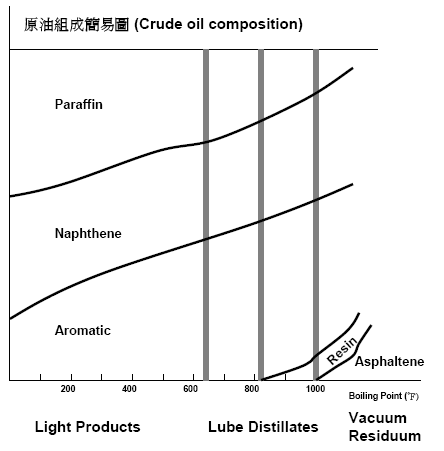 原油組成簡易圖 (Crude oil composition)
Paraffin
Naphthene
Aromatic
Resin
Asphaltene
200 400 600 800 1000
Boiling Point (°F)
Light Products
Lube Distillates
Vacuum
Residuum